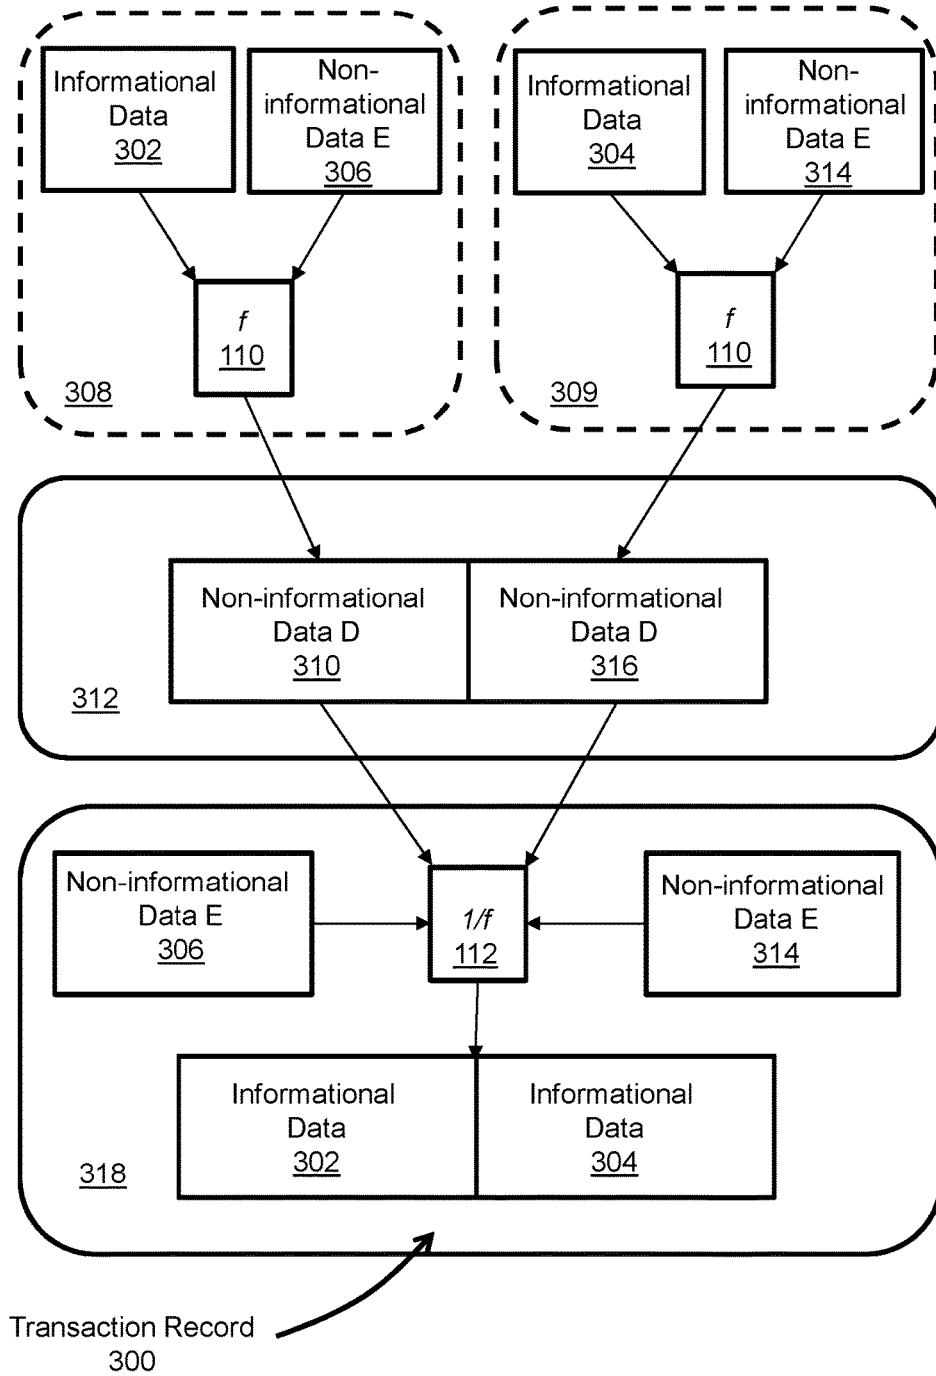 Informational
Data
302
Non-
informational
Data E
306
f
110
308
Informational
Data
304
Non-
informational
Data E
314
f
110
309
Non-informational
Data D
310
Non-informational
Data D
316
312
Non-informational
Data E
306
1/f
112
Non-informational
Data E
314
Informational
Data
302
Informational
Data
304
318
Transaction Record
300